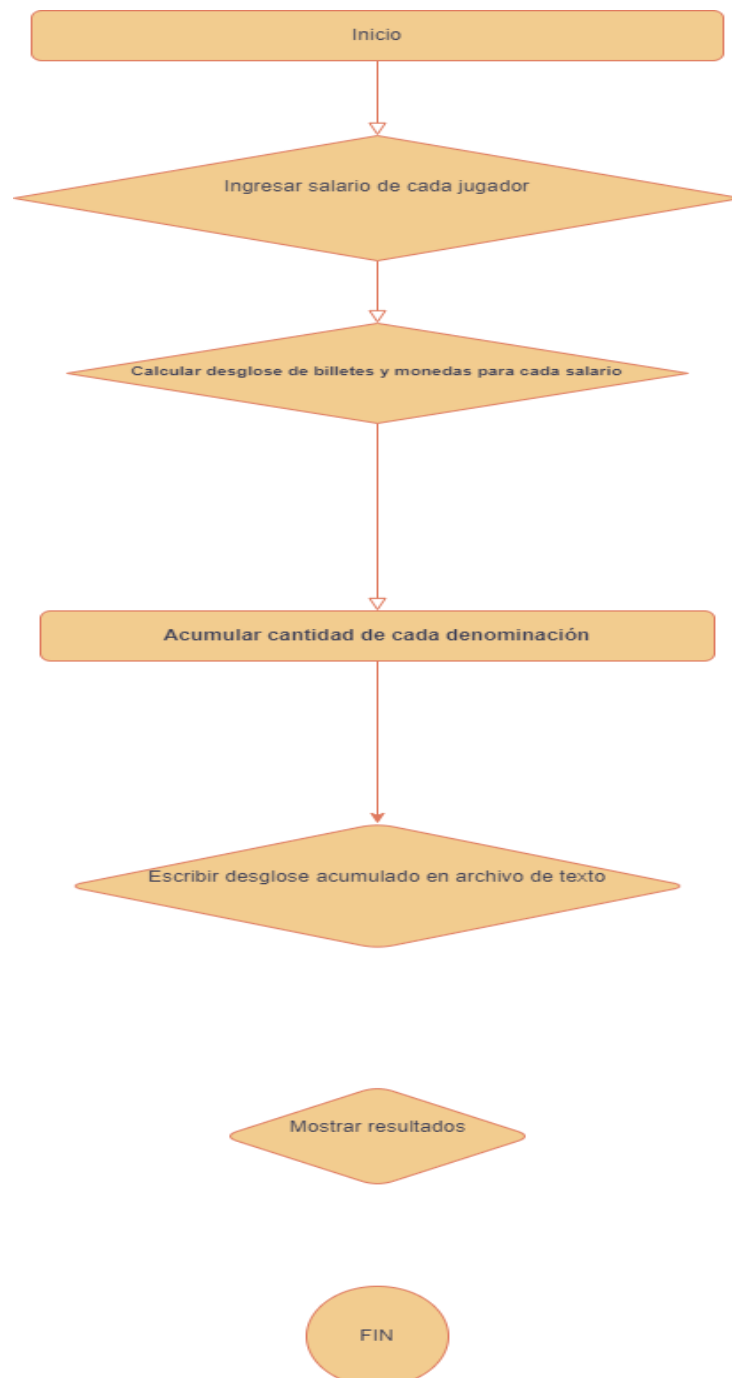 Inicio
Ingresar salario de cada jugador
Calcular desglose de billetes y monedas para cada salario
Acumular cantidad de cada denominación
Escribir desglose acumulado en archivo de texto
Mostrar resultados
FIN